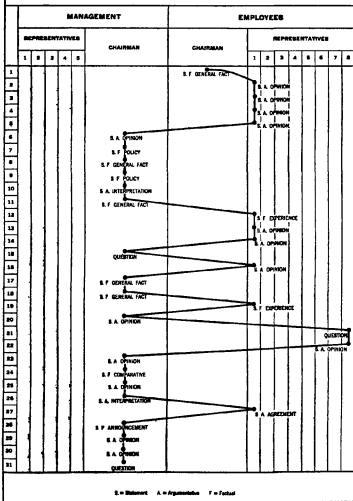 MANAGEMENT EMPLOYEES
REPRESENTATIVES CHAIRMAN CHAIRMAN REPRESENTATIVES
1 2 3 4 5 1 2 3 4 5 6 7 8
1 S.F GENERAL FACT
2 S.A. OPINION
3 S.A. OPINION
4 S.A. OPINION
5 S.A. OPINION
6 S.A. OPINION
7 S.F POLICY
8 S.F GENERAL FACT
9 S.F POLICY
10 S.A. INTERPRETATION
11 S.F GENERAL FACT
12 S.F EXPERIENCE
13 S.A. OPINION
14 S.A. OPINION
15 QUESTION
16 S.A. OPINION
17 S.F GENERAL FACT
18 S.F GENERAL FACT
19 S.F EXPERIENCE
20 S.A. OPINION
21 QUESTION
22 S.A. OPINION
23 S.A. OPINION
24 S.F COMPARATIVE
25 S.A. OPINION
26 S.A. INTERPRETATION
27 S.A. AGREEMENT
28 S.F ANNOUNCEMENT
29 S.A. OPINION
30 S.A. OPINION
31 QUESTION
S = Statement A = Argumentative F = Factual